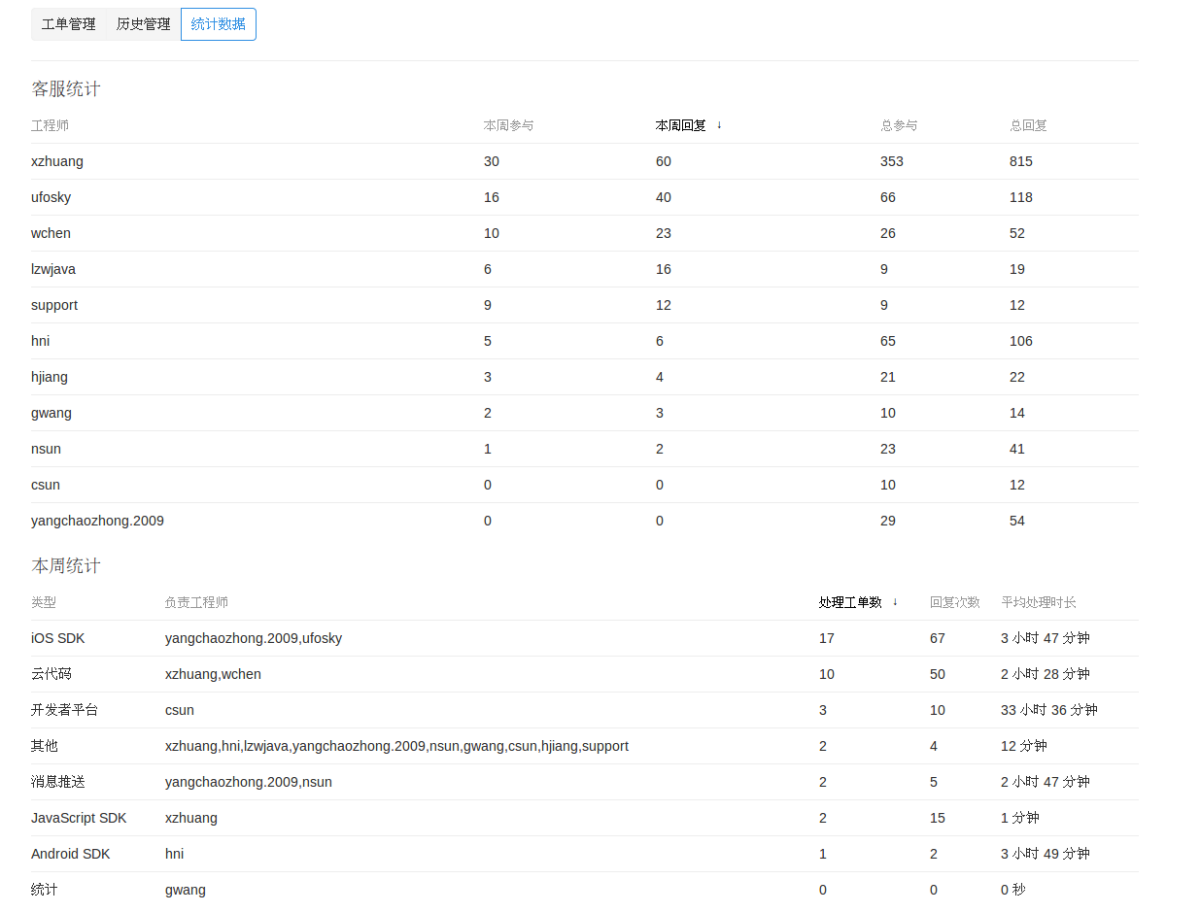 工单管理 历史管理 统计数据
客服统计
工程师 本周参与 本周回复 ↓ 总参与 总回复
xzhuang 30 60 353 815
ufosky 16 40 66 118
wchen 10 23 26 52
lzwjava 6 16 9 19
support 9 12 9 12
hni 5 6 65 106
hjiang 3 4 21 22
gwang 2 3 10 14
nsun 1 2 23 41
csun 0 0 10 12
yangchaozhong.2009 0 0 29 54
本周统计
类型 负责工程师 处理工单数 ↓ 回复次数 平均处理时长
iOS SDK yangchaozhong.2009,ufosky 17 67 3 小时 47 分钟
云代码 xzhuang,wchen 10 50 2 小时 28 分钟
开发者平台 csun 3 10 33 小时 36 分钟
其他 xzhuang,hni,lzwjava,yangchaozhong.2009,nsun,gwang,csun,hjiang,support 2 4 12 分钟
消息推送 yangchaozhong.2009,nsun 2 5 2 小时 47 分钟
JavaScript SDK xzhuang 2 15 1 分钟
Android SDK hni 1 2 3 小时 49 分钟
统计 gwang 0 0 0 秒